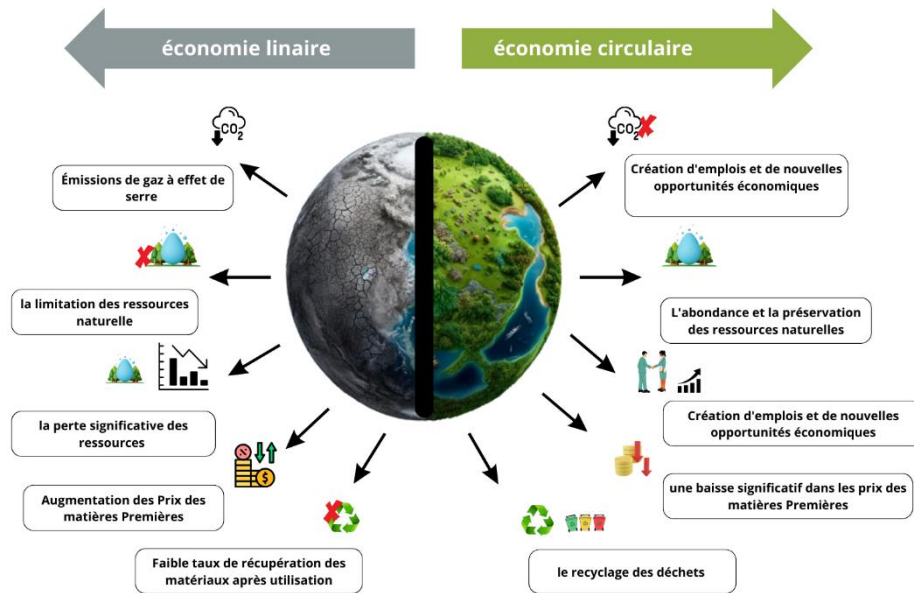 économie linaire
économie circulaire
CO2
Émissions de gaz à effet de
serre
la limitation des ressources
naturelle
la perte significative des
ressources
Augmentation des Prix des
matières Premières
Faible taux de récupération des
matériaux après utilisation
CO2
Création d'emplois et de nouvelles
opportunités économiques
L'abondance et la préservation
des ressources naturelles
Création d'emplois et de nouvelles
opportunités économiques
une baisse significatif dans les prix des
matières Premières
le recyclage des déchets